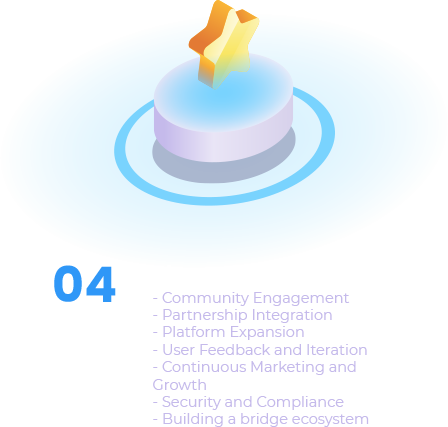 04
- Community Engagement
- Partnership Integration
- Platform Expansion
- User Feedback and Iteration
- Continuous Marketing and
Growth
- Security and Compliance
- Building a bridge ecosystem